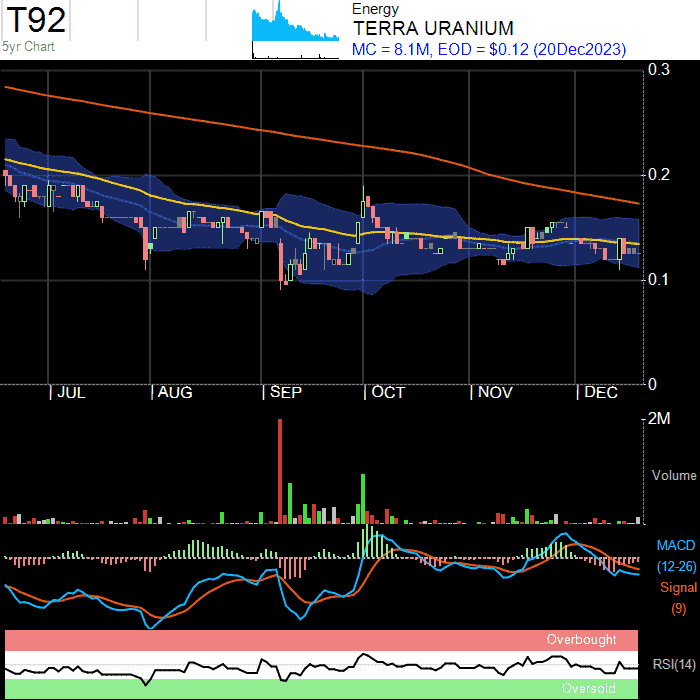 T92
5yr Chart
Energy
TERRA URANIUM
MC = 8.1M, EOD = $0.12 (20Dec2023)
0.3
0.2
0.1
0
JUL AUG SEP OCT NOV DEC
2M
Volume
MACD
(12-26)
Signal
(9)
Overbought
RSI(14)
Oversold